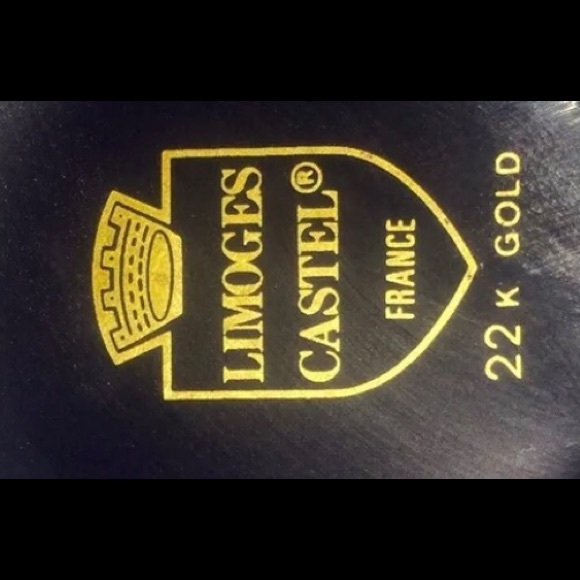 LIMOGES
CASTEL®
FRANCE
22 K GOLD